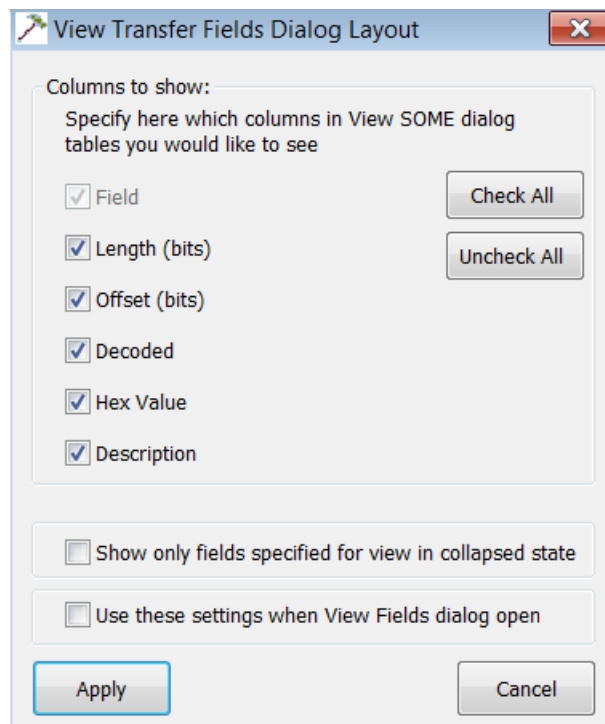 View Transfer Fields Dialog Layout
Columns to show:
Specify here which columns in View SOME dialog
tables you would like to see
Field
Check All
Length (bits)
Uncheck All
Offset (bits)
Decoded
Hex Value
Description
Show only fields specified for view in collapsed state
Use these settings when View Fields dialog open
Apply
Cancel